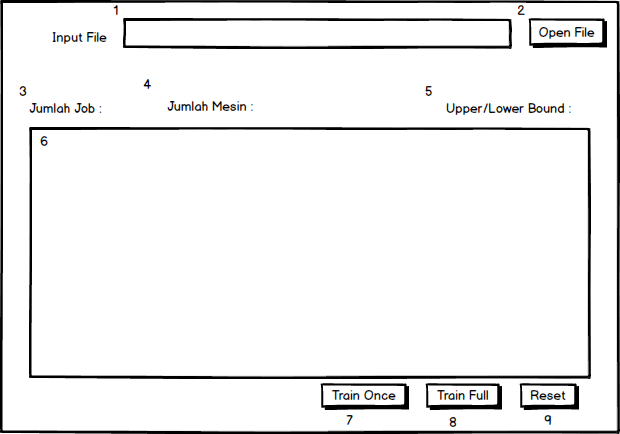 1 2
Input File Open File
3 4 5
Jumlah Job : Jumlah Mesin : Upper/Lower Bound :
6
Train Once Train Full Reset
7 8 9